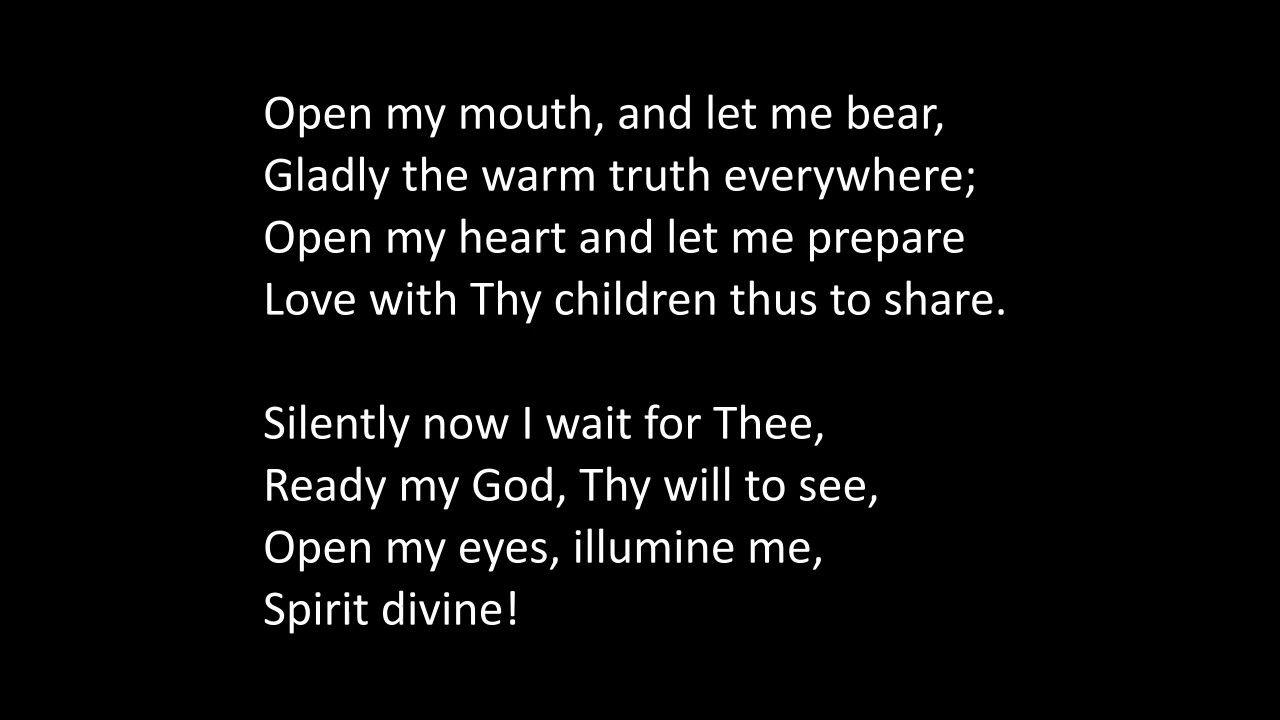 Open my mouth, and let me bear,
Gladly the warm truth everywhere;
Open my heart and let me prepare
Love with Thy children thus to share.

Silently now I wait for Thee,
Ready my God, Thy will to see,
Open my eyes, illumine me,
Spirit divine!